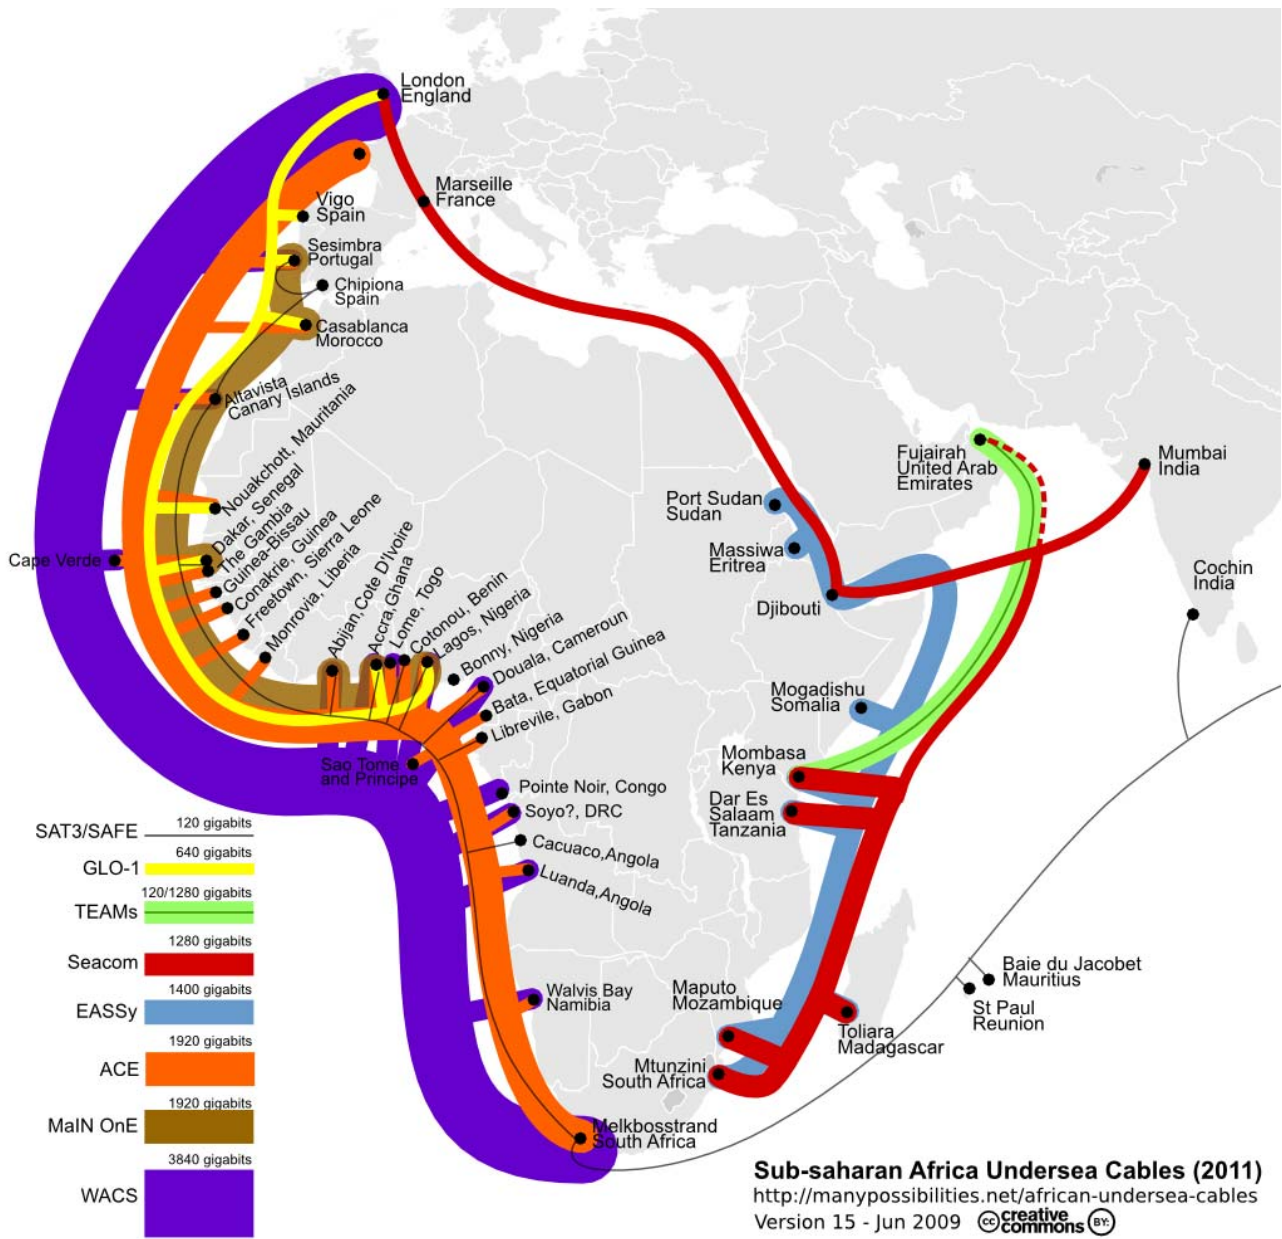 London
England
Marseille
France
Vigo
Spain
Sesimbra
Portugal
Chipiona
Spain
Casablanca
Morocco
Altavista
Canary Islands
Nouakchott, Mauritania
Dakar, Senegal
The Gambia
Guinea-Bissau
Conakrie, Guinea
Freetown, Sierra Leone
Monrovia, Liberia
Abijan, Cote D'Ivoire
Accra,Ghana
Lome, Togo
Cotonou, Benin
Lagos, Nigeria
Bonny, Nigeria
Douala, Cameroun
Bata, Equatorial Guinea
Librevile, Gabon
Cape Verde
Sao Tome
and Principe
Pointe Noir, Congo
Soyo?, DRC
Cacuaco,Angola
Luanda,Angola
Walvis Bay
Namibia
Melkbosstrand
South Africa
Fujairah
United Arab
Emirates
Mumbai
India
Cochin
India
Port Sudan
Sudan
Massiwa
Eritrea
Djibouti
Mogadishu
Somalia
Mombasa
Kenya
Dar Es
Salaam
Tanzania
Maputo
Mozambique
Mtunzini
South Africa
Toliara
Madagascar
Baie du Jacobet
Mauritius
St Paul
Reunion
120 gigabits
SAT3/SAFE
640 gigabits
GLO-1
120/1280 gigabits
TEAMs
1280 gigabits
Seacom
1400 gigabits
EASSy
1920 gigabits
ACE
1920 gigabits
MaIN OnE
3840 gigabits
WACS
Sub-saharan Africa Undersea Cables (2011)
http://manypossibilities.net/african-undersea-cables
Version 15 - Jun 2009 cc creative commons BY: